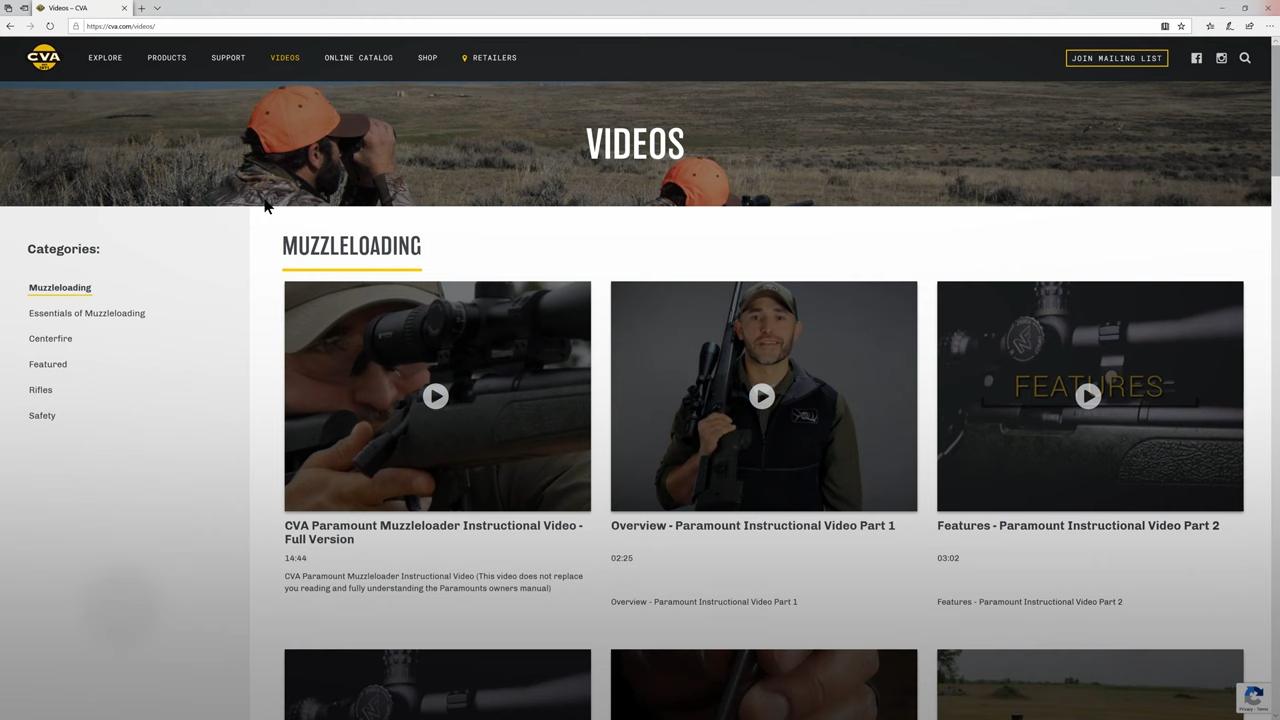 Videos – CVA
https://cva.com/videos/
CVA
EXPLORE
PRODUCTS
SUPPORT
VIDEOS
ONLINE CATALOG
SHOP
RETAILERS
JOIN MAILING LIST
VIDEOS
Categories:
Muzzleloading
Essentials of Muzzleloading
Centerfire
Featured
Rifles
Safety
MUZZLELOADING
FEATURES
CVA Paramount Muzzleloader Instructional Video -
Full Version
14:44
CVA Paramount Muzzleloader Instructional Video (This video does not replace
you reading and fully understanding the Paramounts owners manual)
Overview - Paramount Instructional Video Part 1
02:25
Overview - Paramount Instructional Video Part 1
Features - Paramount Instructional Video Part 2
03:02
Features - Paramount Instructional Video Part 2
Privacy - Terms